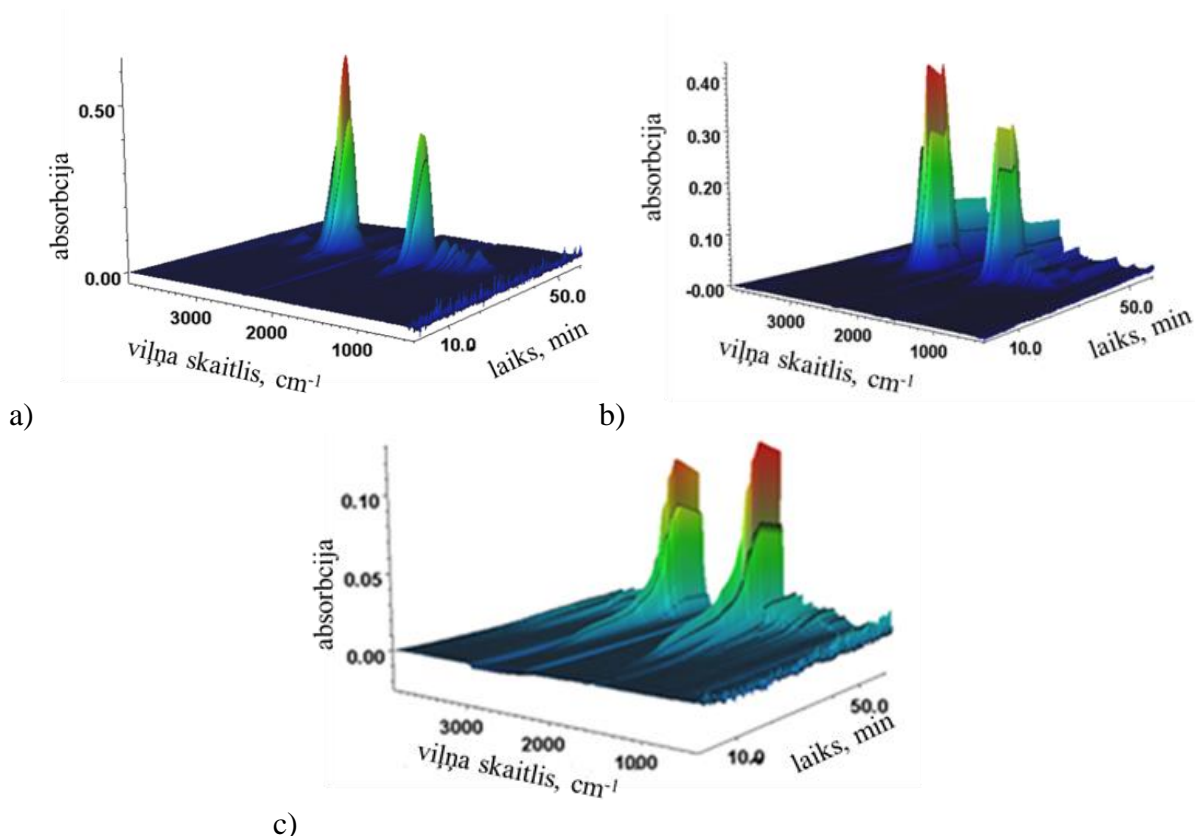 absorbcija
0.50
0.00
3000
2000
1000
viļņa skaitlis, cm-1
10.0
50.0
laiks, min
a)
absorbcija
0.40
0.30
0.20
0.10
-0.00
3000
2000
1000
viļņa skaitlis, cm-1
10.0
50.0
laiks, min
b)
absorbcija
0.10
0.05
0.00
3000
2000
1000
viļņa skaitlis, cm-1
10.0
50.0
laiks, min
c)